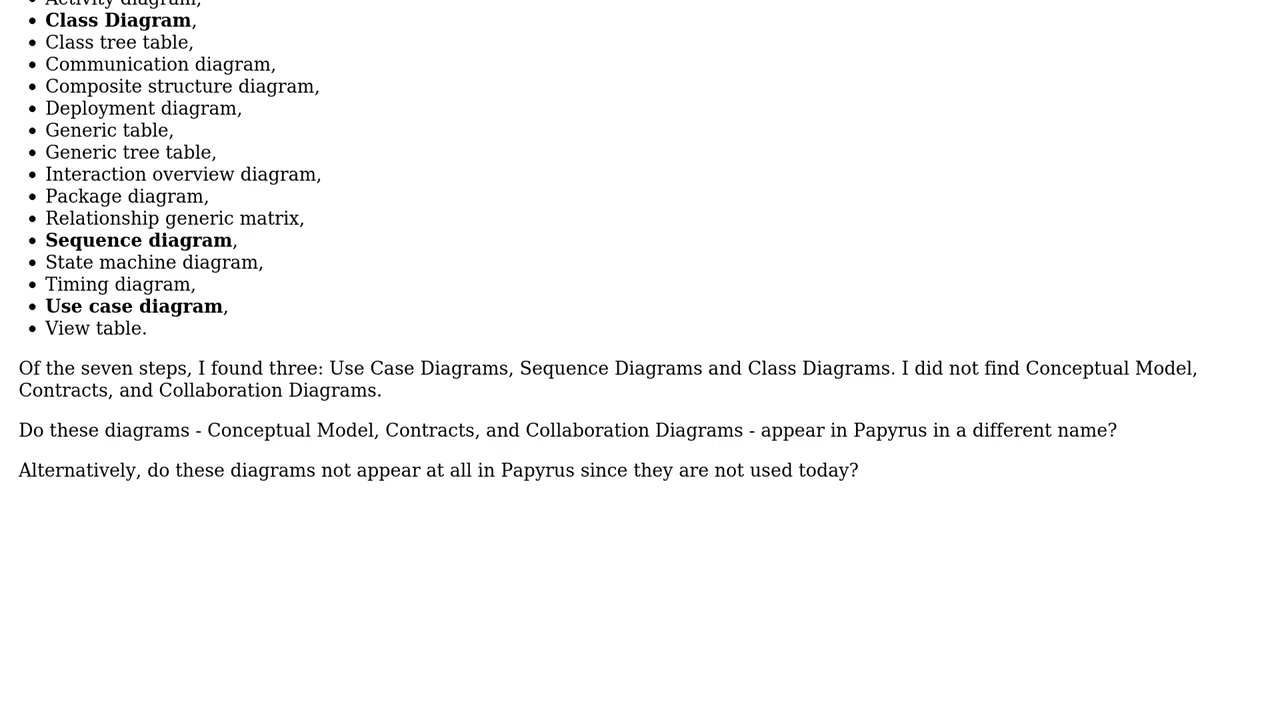 Activity diagram,
• Class Diagram,
• Class tree table,
• Communication diagram,
• Composite structure diagram,
• Deployment diagram,
• Generic table,
• Generic tree table,
• Interaction overview diagram,
• Package diagram,
• Relationship generic matrix,
• Sequence diagram,
• State machine diagram,
• Timing diagram,
• Use case diagram,
• View table.
Of the seven steps, I found three: Use Case Diagrams, Sequence Diagrams and Class Diagrams. I did not find Conceptual Model,
Contracts, and Collaboration Diagrams.
Do these diagrams - Conceptual Model, Contracts, and Collaboration Diagrams - appear in Papyrus in a different name?
Alternatively, do these diagrams not appear at all in Papyrus since they are not used today?